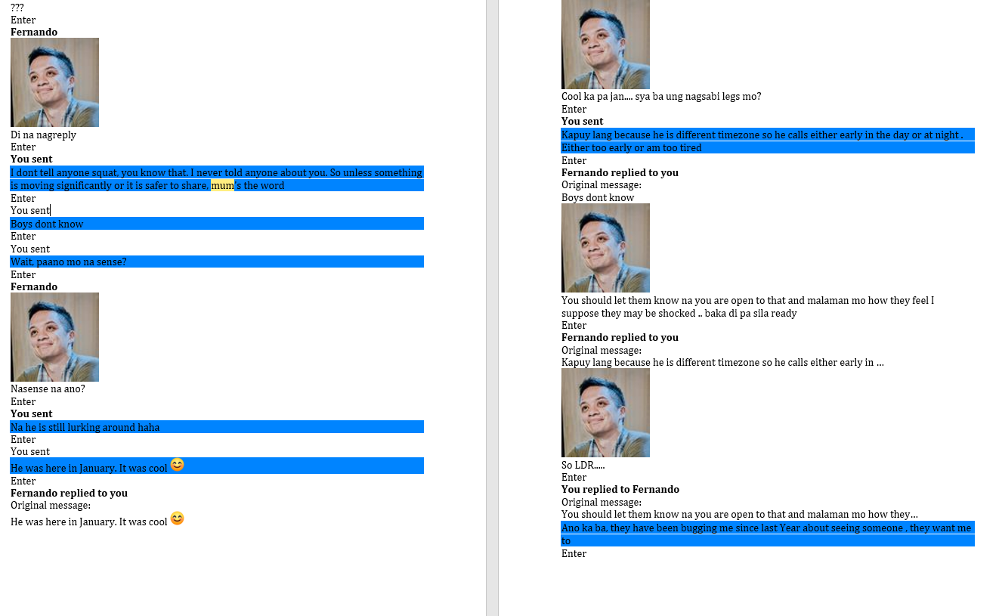 ???
Enter
Fernando
Di na nagreply
Enter
You sent
I dont tell anyone squat, you know that. I never told anyone about you. So unless something
is moving significantly or it is safer to share, mum's the word
Enter
You sent
Boys dont know
Enter
You sent
Wait, paano mo na sense?
Enter
Fernando
Nasense na ano?
Enter
You sent
Na he is still lurking around haha
Enter
You sent
He was here in January. It was cool 😊
Enter
Fernando replied to you
Original message:
He was here in January. It was cool 😊
Cool ka pa jan.... sya ba ung nagsabi legs mo?
Enter
You sent
Kapuy lang because he is different timezone so he calls either early in the day or at night .
Either too early or am too tired
Enter
Fernando replied to you
Original message:
Boys dont know
You should let them know na you are open to that and malaman mo how they feel I
suppose they may be shocked .. baka di pa sila ready
Enter
Fernando replied to you
Original message:
Kapuy lang because he is different timezone so he calls either early in …
So LDR.....
Enter
You replied to Fernando
Original message:
You should let them know na you are open to that and malaman mo how they…
Ano ka ba, they have been bugging me since last Year about seeing someone , they want me
to
Enter